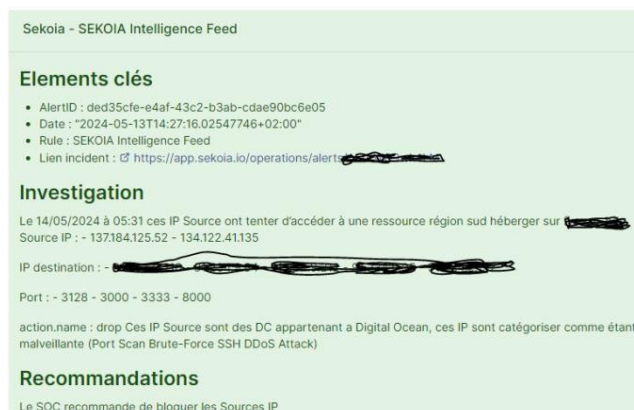 Sekoia - SEKOIA Intelligence Feed
Elements clés
• AlertID : ded35cfe-e4af-43c2-b3ab-cdae90bc6e05
• Date : "2024-05-13T14:27:16.02547746+02:00"
• Rule : SEKOIA Intelligence Feed
• Lien incident : https://app.sekoia.io/operations/alerts
Investigation
Le 14/05/2024 à 05:31 ces IP Source ont tenter d'accéder à une ressource région sud héberger sur
Source IP : - 137.184.125.52 - 134.122.41.135
IP destination : -
Port : - 3128 - 3000 - 3333 - 8000
action.name : drop Ces IP Source sont des DC appartenant a Digital Ocean, ces IP sont catégoriser comme étant
malveillante (Port Scan Brute-Force SSH DDoS Attack)
Recommandations
Le SOC recommande de bloquer les Sources IP